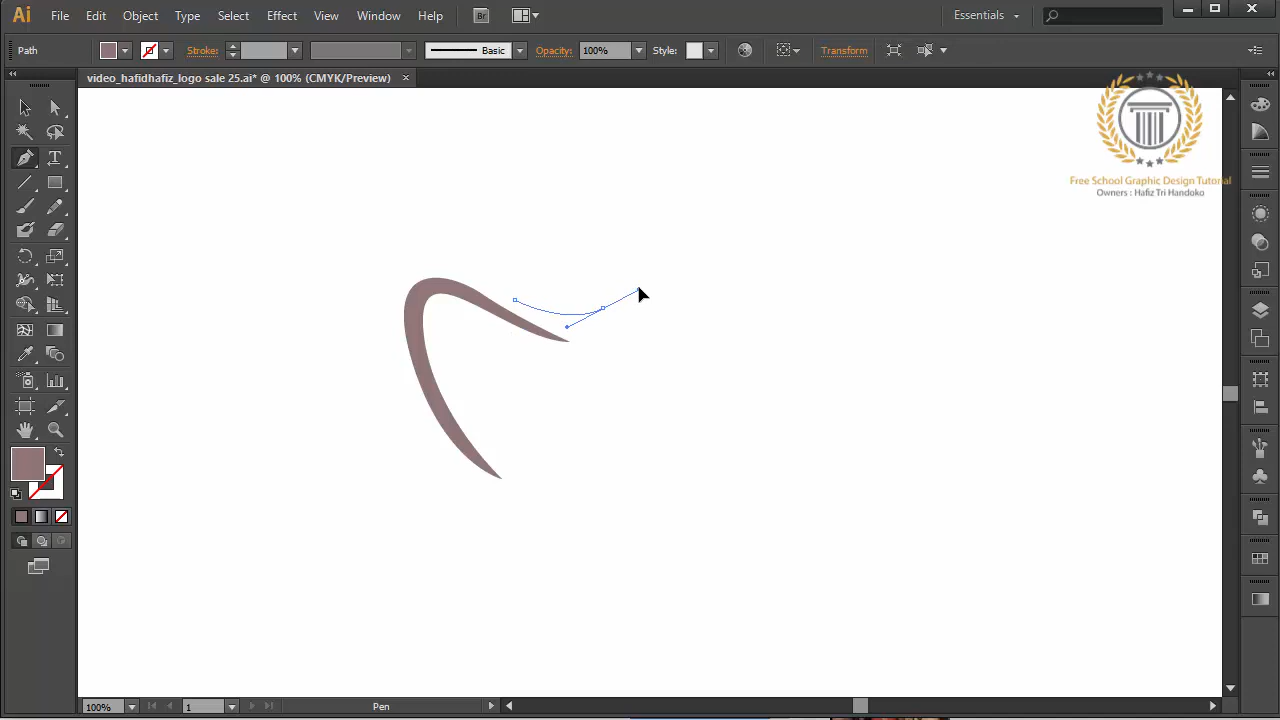 Ai File Edit Object Type Select Effect View Window Help Br Essentials
Path Stroke: Basic Opacity: 100% Style: Transform
video_hafidhafiz_logo sale 25.ai* @ 100% (CMYK/Preview)
Free School Graphic Design Tutorial
Owners : Hafiz Tri Handoko
T
100% 1 Pen